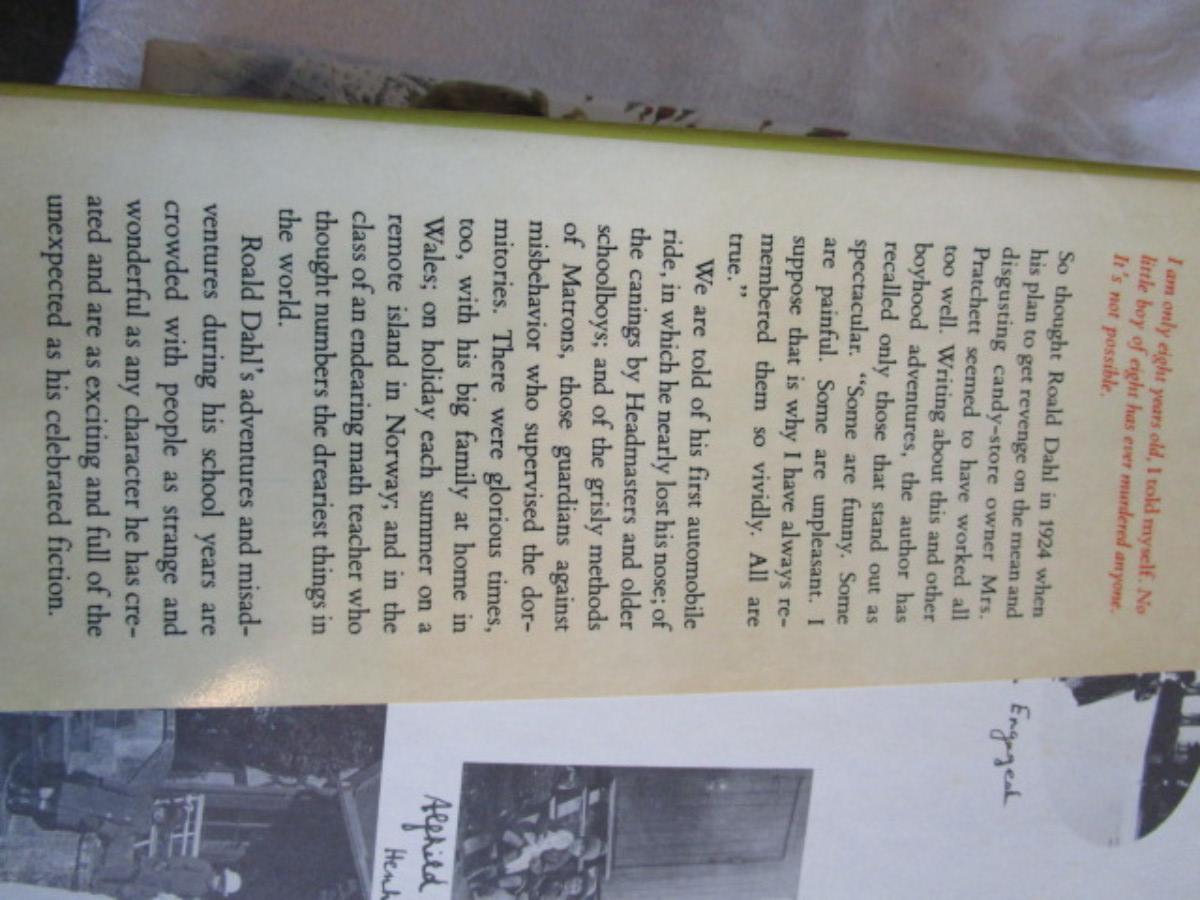 I am only eight years old, I told myself. No
little boy of eight has ever murdered anyone.
It's not possible.
So thought Roald Dahl in 1924 when
his plan to get revenge on the mean and
disgusting candy-store owner Mrs.
Pratchett seemed to have worked all
too well. Writing about this and other
boyhood adventures, the author has
recalled only those that stand out as
spectacular. “Some are funny. Some
are painful. Some are unpleasant. I
suppose that is why I have always re-
membered them so vividly. All are
true.”
We are told of his first automobile
ride, in which he nearly lost his nose; of
the canings by Headmasters and older
schoolboys; and of the grisly methods
of Matrons, those guardians against
misbehavior who supervised the dor-
mitories. There were glorious times,
too, with his big family at home in
Wales; on holiday each summer on a
remote island in Norway; and in the
class of an endearing math teacher who
thought numbers the dreariest things in
the world.
Roald Dahl's adventures and misad-
ventures during his school years are
crowded with people as strange and
wonderful as any character he has cre-
ated and are as exciting and full of the
unexpected as his celebrated fiction.
Engaged
Alfhild